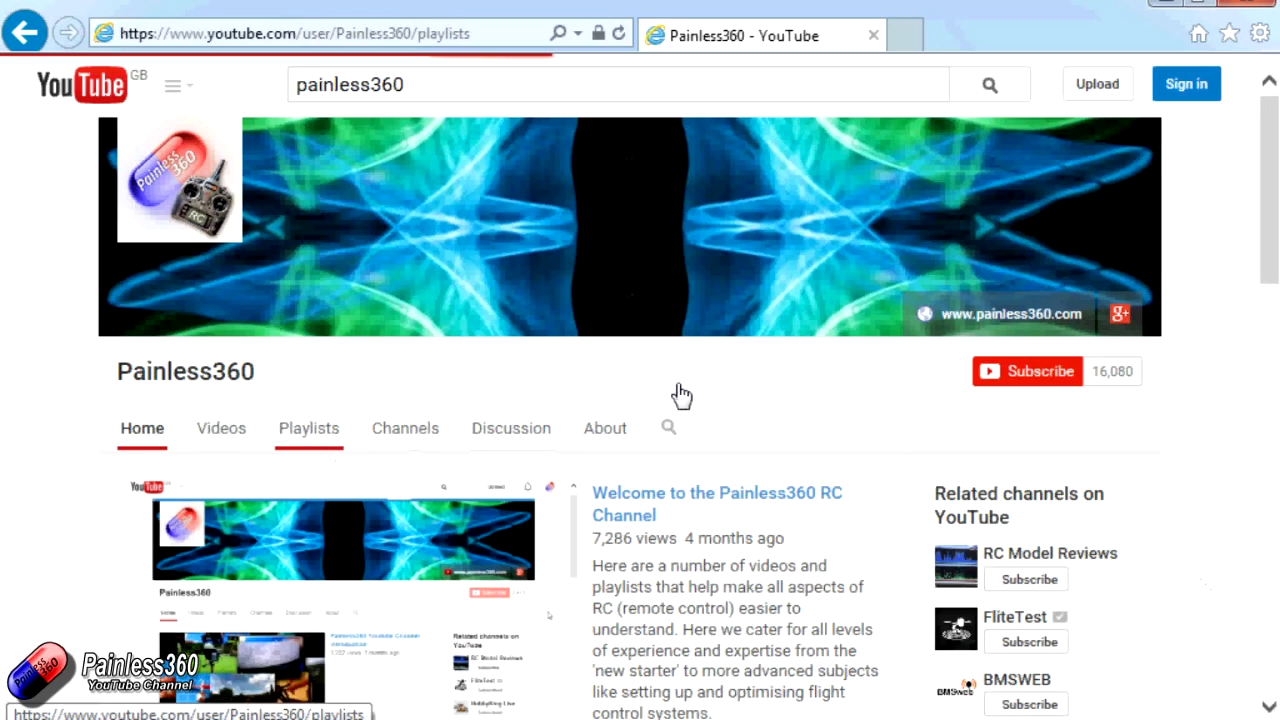 https://www.youtube.com/user/Painless360/playlists
Painless360 - YouTube
YouTube GB
painless360
Upload
Sign in
Painless360
RC
www.painless360.com
g+
Painless360
Subscribe
16,080
Home
Videos
Playlists
Channels
Discussion
About
YouTube
Painless360
Welcome to the Painless360 RC
Channel
7,286 views 4 months ago
Here are a number of videos and
playlists that help make all aspects of
RC (remote control) easier to
understand. Here we cater for all levels
of experience and expertise from the
'new starter' to more advanced subjects
like setting up and optimising flight
control systems.
Related channels on
YouTube
RC Model Reviews
Subscribe
FliteTest
Subscribe
BMSweb
BMSWEB
Subscribe
Painless360
Painless360
YouTube Channel
https://www.youtube.com/user/Painless360/playlists